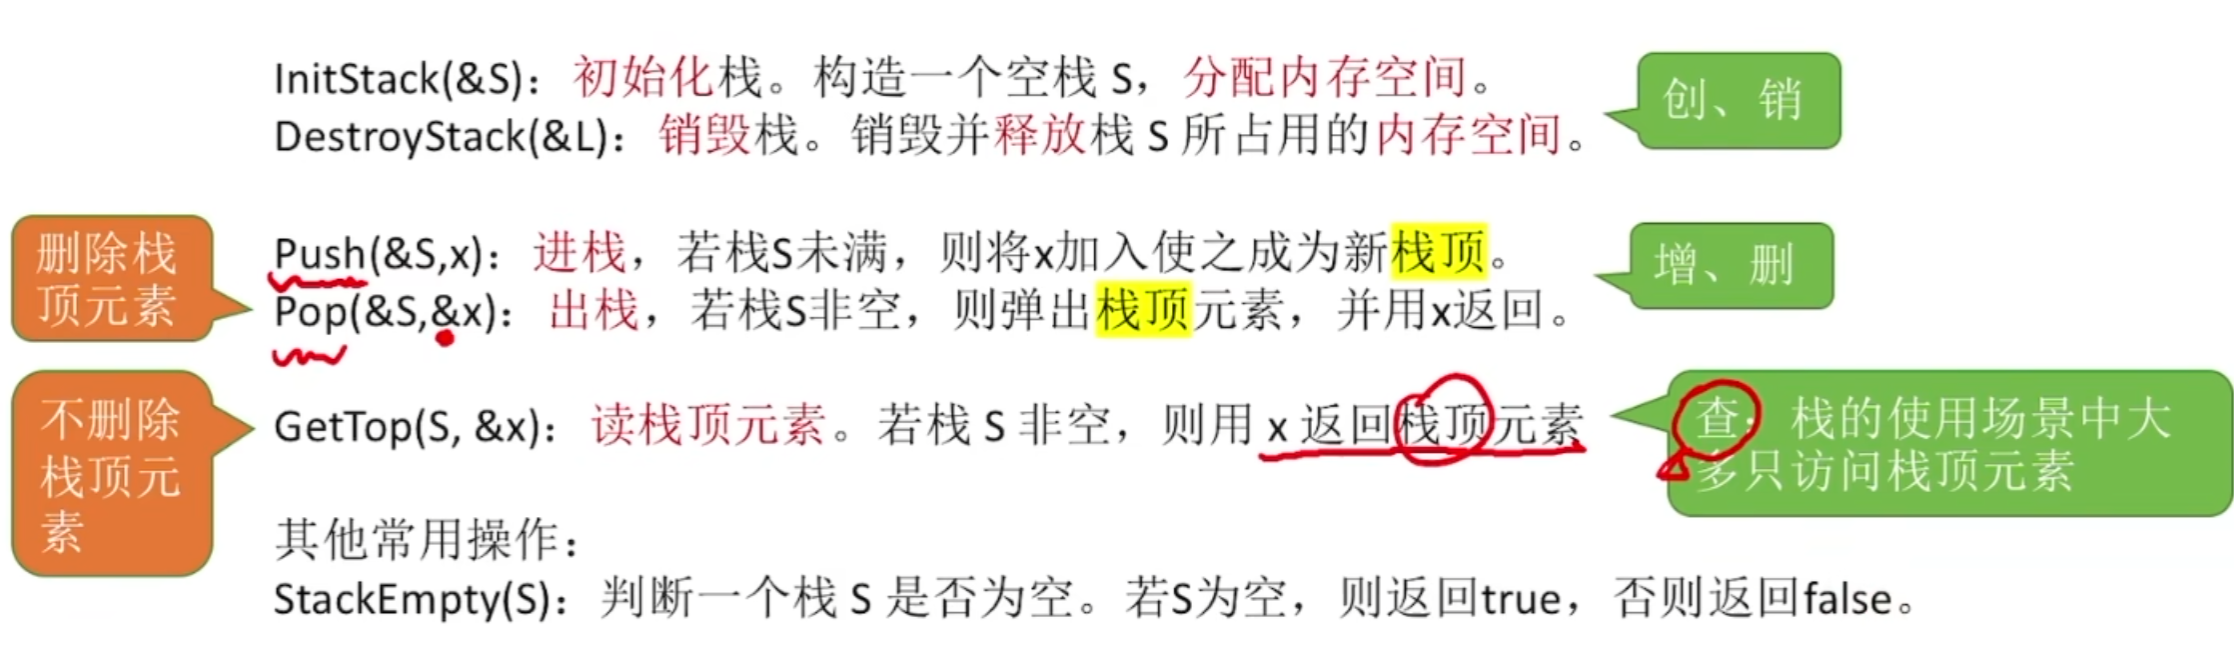 InitStack(&S)：初始化栈。构造一个空栈 S，分配内存空间。
DestroyStack(&L)：销毁栈。销毁并释放栈 S 所占用的内存空间。
创、销
删除栈
顶元素
Push(&S,x)：进栈，若栈S未满，则将x加入使之成为新栈顶。
Pop(&S,&x)：出栈，若栈S非空，则弹出栈顶元素，并用x返回。
增、删
不删除
栈顶元
素
GetTop(S, &x)：读栈顶元素。若栈 S 非空，则用 x 返回栈顶元素
查：栈的使用场景中大
多只访问栈顶元素
其他常用操作：
StackEmpty(S)：判断一个栈 S 是否为空。若S为空，则返回true，否则返回false。